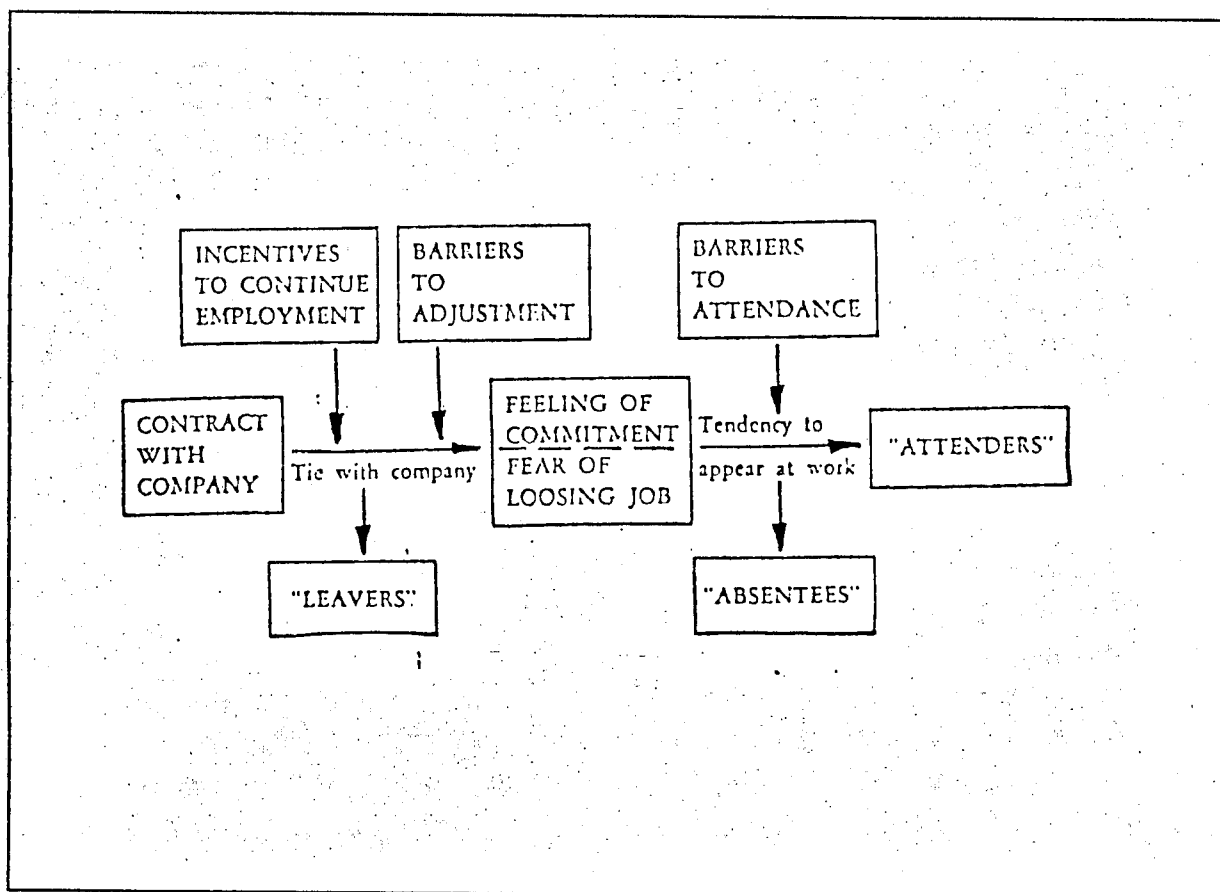 INCENTIVES
TO CONTINUE
EMPLOYMENT
BARRIERS
TO
ADJUSTMENT
BARRIERS
TO
ATTENDANCE
CONTRACT
WITH
COMPANY
Tie with company
FEELING OF
COMMITMENT
FEAR OF
LOOSING JOB
Tendency to
appear at work
"ATTENDERS"
"LEAVERS"
"ABSENTEES"